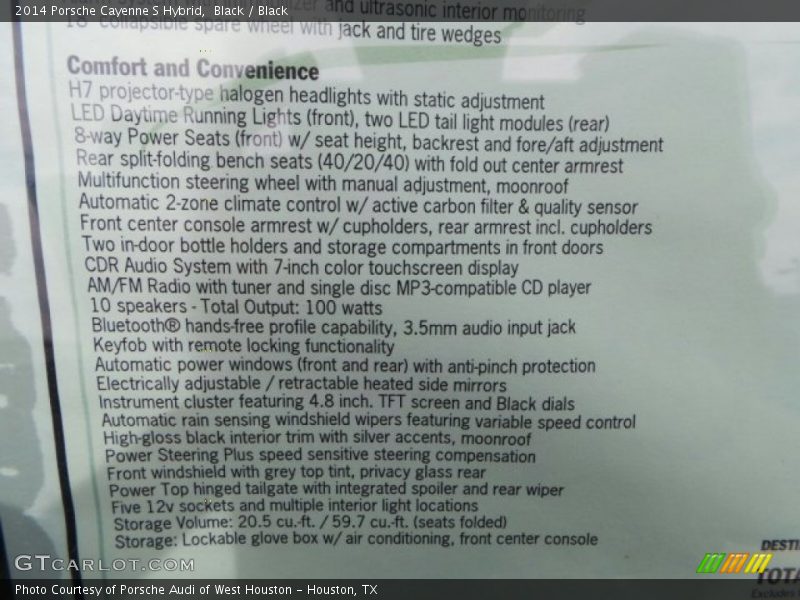 2014 Porsche Cayenne S Hybrid, Black / Black
and ultrasonic interior monitoring
18" collapsible spare wheel with jack and tire wedges
Comfort and Convenience
H7 projector-type halogen headlights with static adjustment
LED Daytime Running Lights (front), two LED tail light modules (rear)
8-way Power Seats (front) w/ seat height, backrest and fore/aft adjustment
Rear split-folding bench seats (40/20/40) with fold out center armrest
Multifunction steering wheel with manual adjustment, moonroof
Automatic 2-zone climate control w/ active carbon filter & quality sensor
Front center console armrest w/ cupholders, rear armrest incl. cupholders
Two in-door bottle holders and storage compartments in front doors
CDR Audio System with 7-inch color touchscreen display
AM/FM Radio with tuner and single disc MP3-compatible CD player
10 speakers - Total Output: 100 watts
Bluetooth® hands-free profile capability, 3.5mm audio input jack
Keyfob with remote locking functionality
Automatic power windows (front and rear) with anti-pinch protection
Electrically adjustable / retractable heated side mirrors
Instrument cluster featuring 4.8 inch. TFT screen and Black dials
Automatic rain sensing windshield wipers featuring variable speed control
High-gloss black interior trim with silver accents, moonroof
Power Steering Plus speed sensitive steering compensation
Front windshield with grey top tint, privacy glass rear
Power Top hinged tailgate with integrated spoiler and rear wiper
Five 12v sockets and multiple interior light locations
Storage Volume: 20.5 cu.-ft. / 59.7 cu.-ft. (seats folded)
Storage: Lockable glove box w/ air conditioning, front center console
DESTI
TOTA
Excludes
GTCARLOT.COM
Photo Courtesy of Porsche Audi of West Houston - Houston, TX